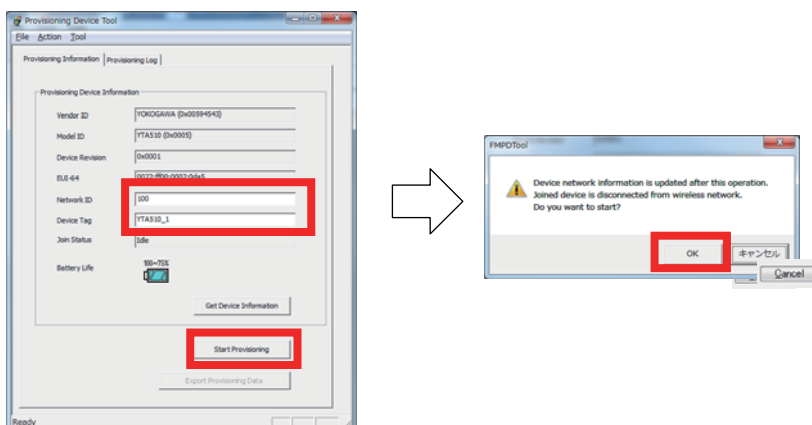 Provisioning Device Tool
File Action Tool
Provisioning Information
Provisioning Log
Provisioning Device Information
Vendor ID
YOKOGAWA (0x00594543)
Model ID
YTA510 (0x0005)
Device Revision
0x0001
EUI-64
0022:ff00:0002:0da5
Network ID
100
Device Tag
YTA510_1
Join Status
Idle
Battery Life
100~75%
Get Device Information
Start Provisioning
Export Provisioning Data
Ready
FMPDTool
Device network information is updated after this operation.
Joined device is disconnected from wireless network.
Do you want to start?
OK
キャンセル
Cancel